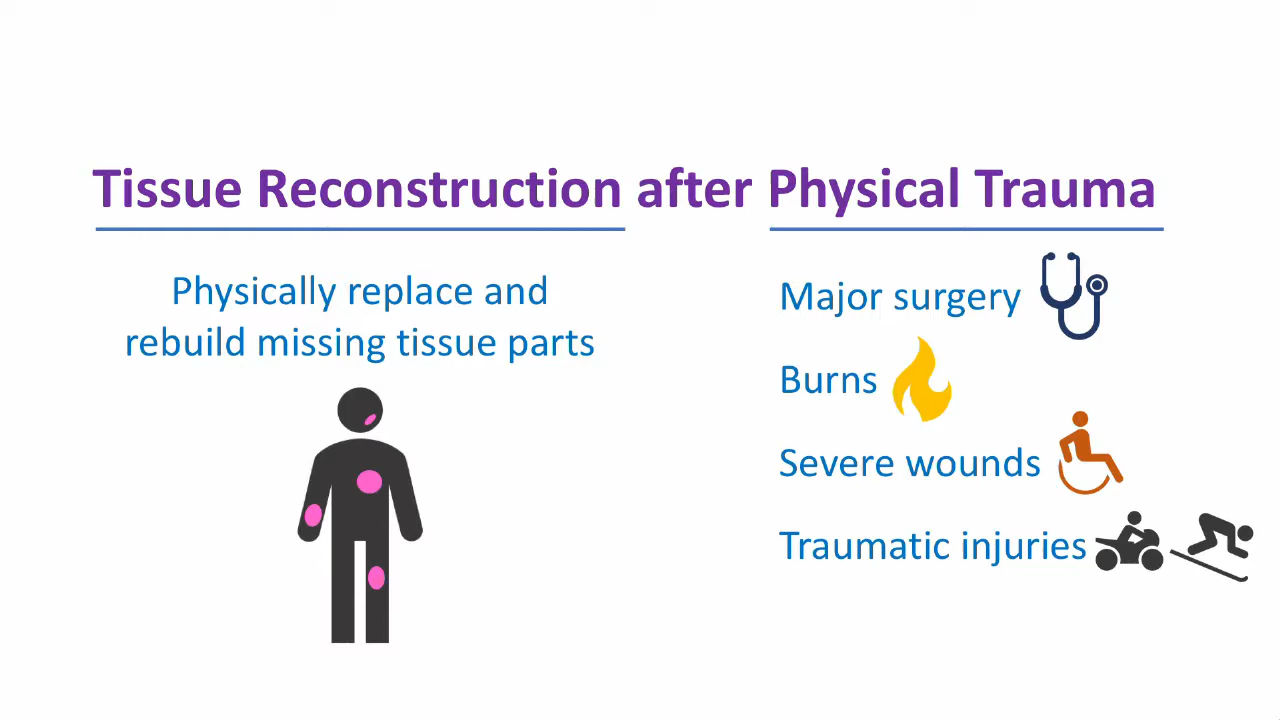 Tissue Reconstruction after Physical Trauma
Physically replace and
rebuild missing tissue parts
Major surgery
Burns
Severe wounds
Traumatic injuries